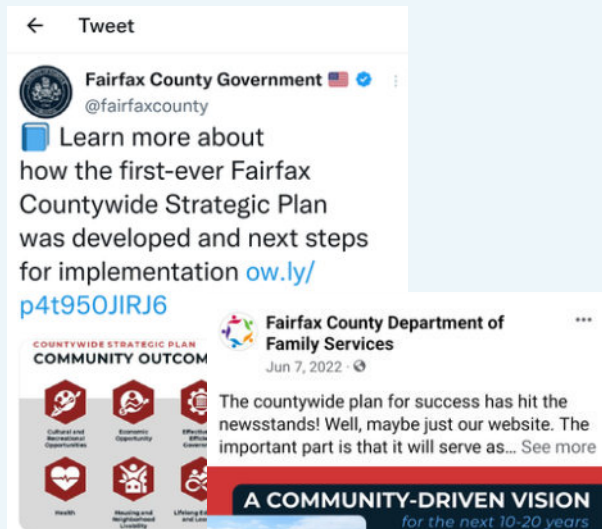 ← Tweet
Fairfax County Government
@fairfaxcounty
Learn more about
how the first-ever Fairfax
Countywide Strategic Plan
was developed and next steps
for implementation ow.ly/
p4t950JIRJ6
COUNTYWIDE STRATEGIC PLAN
COMMUNITY OUTCOM
Cultural and
Recreational
Opportunities
Economic
Opportunity
Effective
Efficie
Governm
Health
Housing and
Neighborhood
Livability
Lifelong Ed
and Lea
Fairfax County Department of
Family Services
Jun 7, 2022 ·
The countywide plan for success has hit the
newsstands! Well, maybe just our website. The
important part is that it will serve as... See more
A COMMUNITY-DRIVEN VISION
for the next 10-20 years